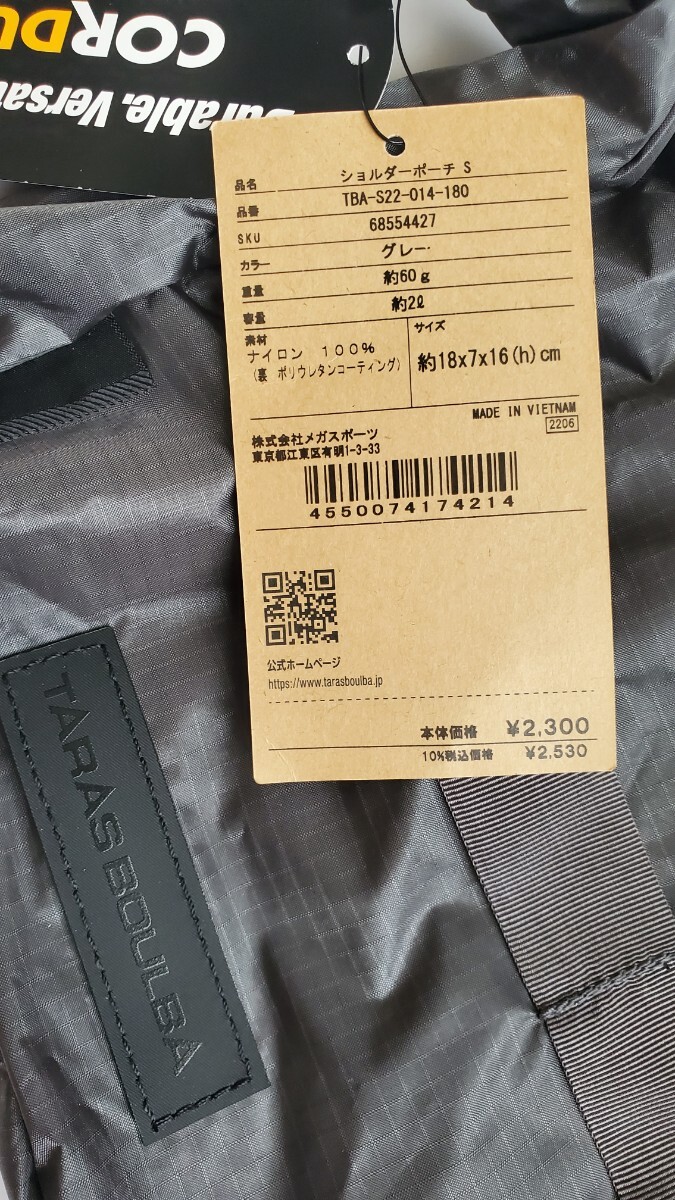 CORDU
Durable. Versa
品名 ショルダーポーチ S
品番 TBA-S22-014-180
SKU 68554427
カラー グレー
重量 約60g
容量 約2ℓ
素材
ナイロン 100%
(裏 ポリウレタンコーティング)
サイズ
約18x7x16(h)cm
MADE IN VIETNAM
2206
株式会社メガスポーツ
東京都江東区有明1-3-33
4550074174214
公式ホームページ
https://www.tarasboulba.jp
本体価格 ¥2,300
10%税込価格 ¥2,530
TARAS BOULBA